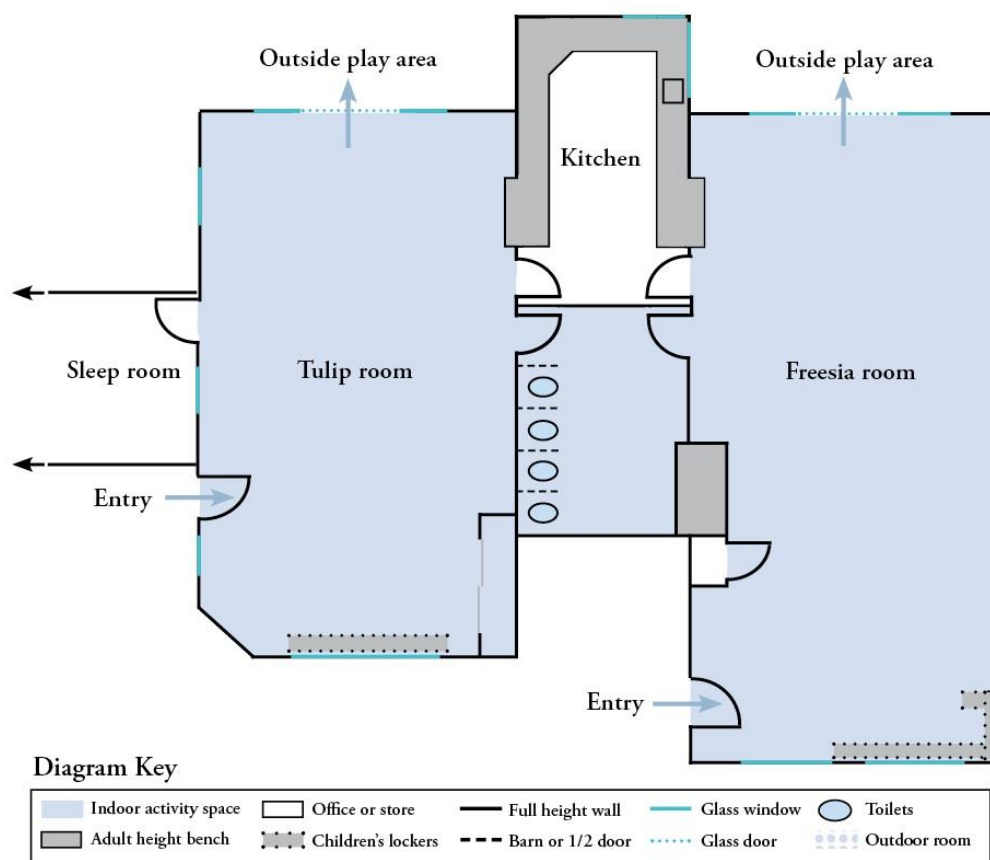 Outside play area
Outside play area
Kitchen
Sleep room
Tulip room
Freesia room
Entry
Entry
Diagram Key
Indoor activity space
Office or store
Full height wall
Glass window
Toilets
Adult height bench
Children's lockers
Barn or 1/2 door
Glass door
Outdoor room